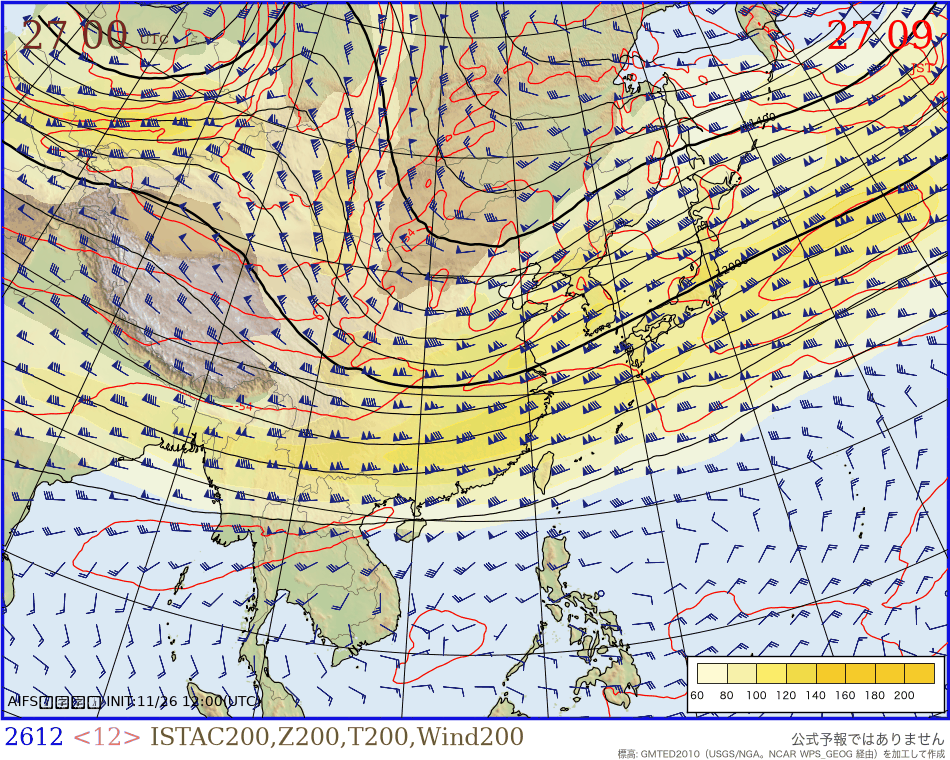 27 00 UTC
27 09
JST
11400
12000
-54
60 80 100 120 140 160 180 200
INIT:11/26 12:00(UTC)
2612 <12> ISTAC200,Z200,T200,Wind200
公式予報ではありません
標高: GMTED2010（USGS/NGA。NCAR WPS_GEOG 経由）を加工して作成